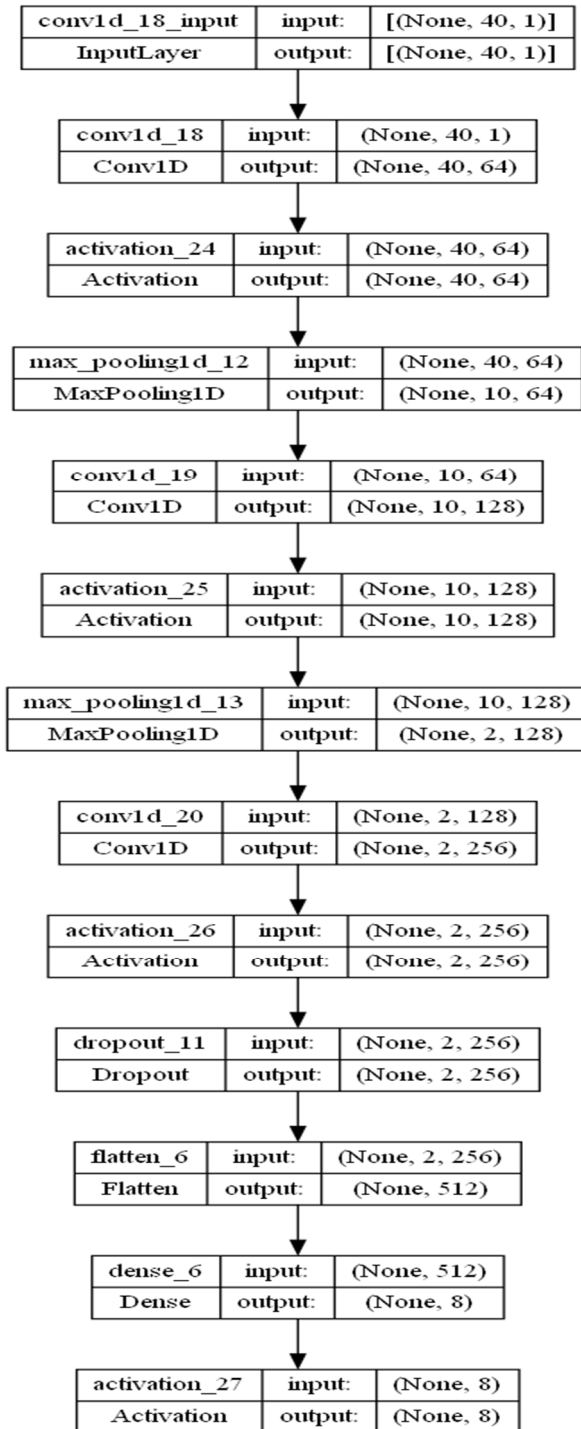 conv1d_18_input input: [(None, 40, 1)]
InputLayer output: [(None, 40, 1)]
conv1d_18 input: (None, 40, 1)
Conv1D output: (None, 40, 64)
activation_24 input: (None, 40, 64)
Activation output: (None, 40, 64)
max_pooling1d_12 input: (None, 40, 64)
MaxPooling1D output: (None, 10, 64)
conv1d_19 input: (None, 10, 64)
Conv1D output: (None, 10, 128)
activation_25 input: (None, 10, 128)
Activation output: (None, 10, 128)
max_pooling1d_13 input: (None, 10, 128)
MaxPooling1D output: (None, 2, 128)
conv1d_20 input: (None, 2, 128)
Conv1D output: (None, 2, 256)
activation_26 input: (None, 2, 256)
Activation output: (None, 2, 256)
dropout_11 input: (None, 2, 256)
Dropout output: (None, 2, 256)
flatten_6 input: (None, 2, 256)
Flatten output: (None, 512)
dense_6 input: (None, 512)
Dense output: (None, 8)
activation_27 input: (None, 8)
Activation output: (None, 8)